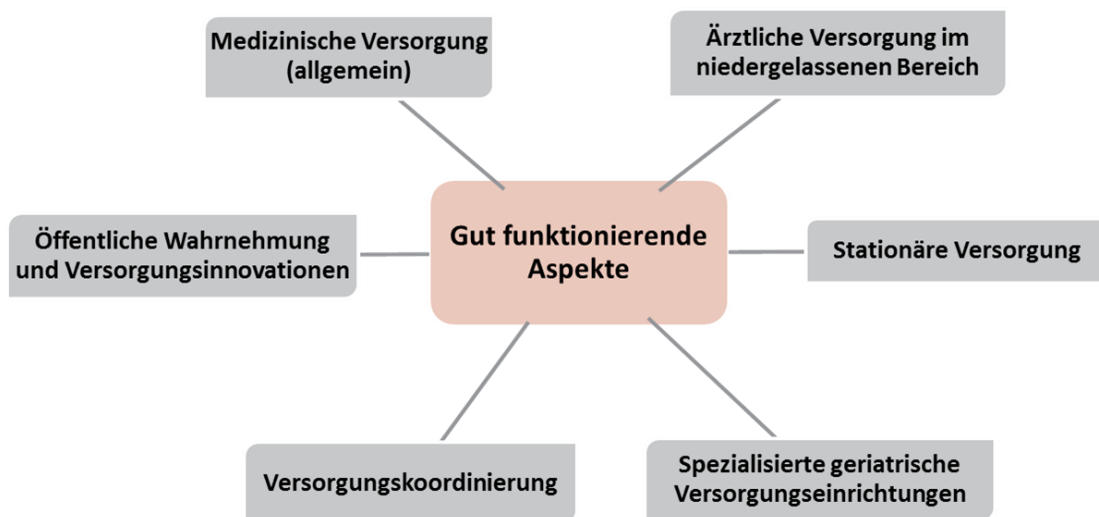 Medizinische Versorgung
(allgemein)
Ärztliche Versorgung im
niedergelassenen Bereich
Gut funktionierende
Aspekte
Öffentliche Wahrnehmung
und Versorgungsinnovationen
Stationäre Versorgung
Versorgungskoordinierung
Spezialisierte geriatrische
Versorgungseinrichtungen